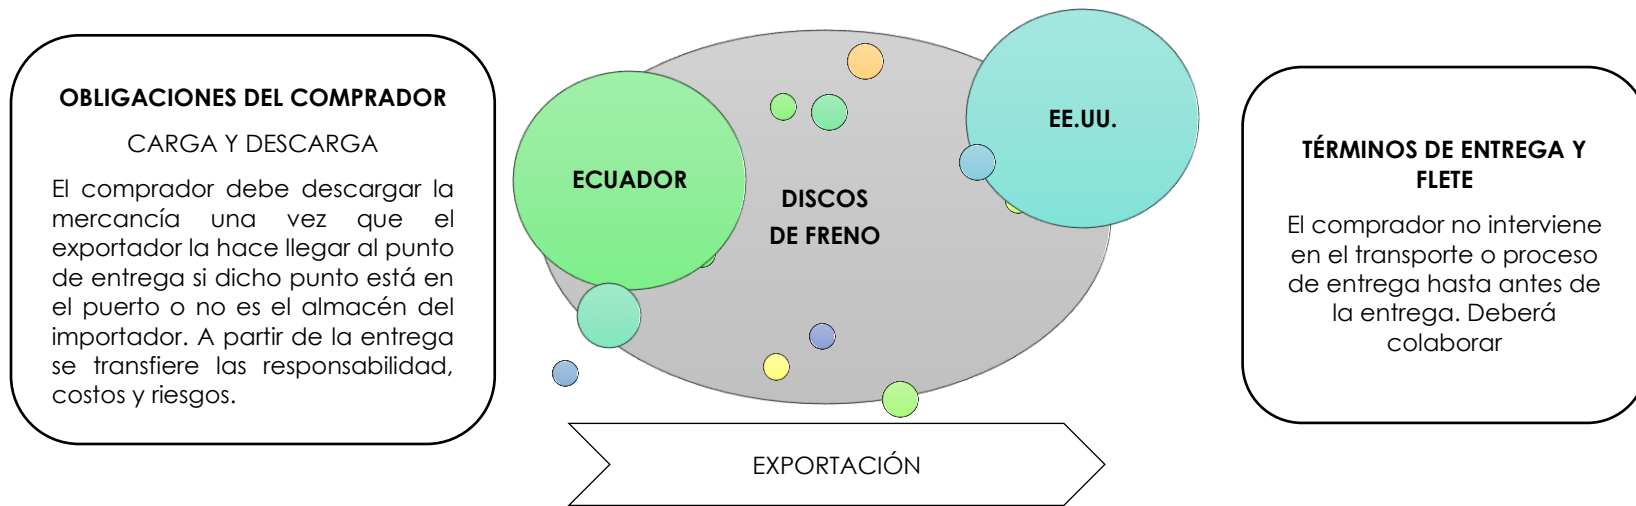 OBLIGACIONES DEL COMPRADOR
CARGA Y DESCARGA
El comprador debe descargar la
mercancía una vez que el
exportador la hace llegar al punto
de entrega si dicho punto está en
el puerto o no es el almacén del
importador. A partir de la entrega
se transfiere las responsabilidad,
costos y riesgos.
ECUADOR
DISCOS
DE FRENO
EE.UU.
EXPORTACIÓN
TÉRMINOS DE ENTREGA Y
FLETE
El comprador no interviene
en el transporte o proceso
de entrega hasta antes de
la entrega. Deberá
colaborar